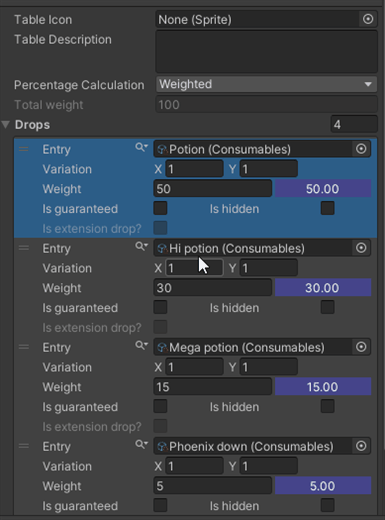 Table Icon None (Sprite)
Table Description
Percentage Calculation Weighted
Total weight 100
Drops 4
Entry Potion (Consumables)
Variation X 1 Y 1
Weight 50 50.00
Is guaranteed Is hidden
Is extension drop?
Entry Hi potion (Consumables)
Variation X 1 Y 1
Weight 30 30.00
Is guaranteed Is hidden
Is extension drop?
Entry Mega potion (Consumables)
Variation X 1 Y 1
Weight 15 15.00
Is guaranteed Is hidden
Is extension drop?
Entry Phoenix down (Consumables)
Variation X 1 Y 1
Weight 5 5.00
Is guaranteed Is hidden